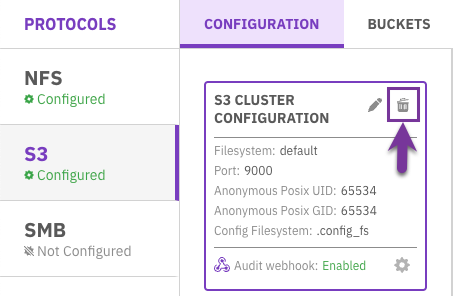 PROTOCOLS
CONFIGURATION
BUCKETS
NFS
Configured
S3
Configured
SMB
Not Configured
S3 CLUSTER
CONFIGURATION
Filesystem: default
Port: 9000
Anonymous Posix UID: 65534
Anonymous Posix GID: 65534
Config Filesystem: .config_fs
Audit webhook: Enabled